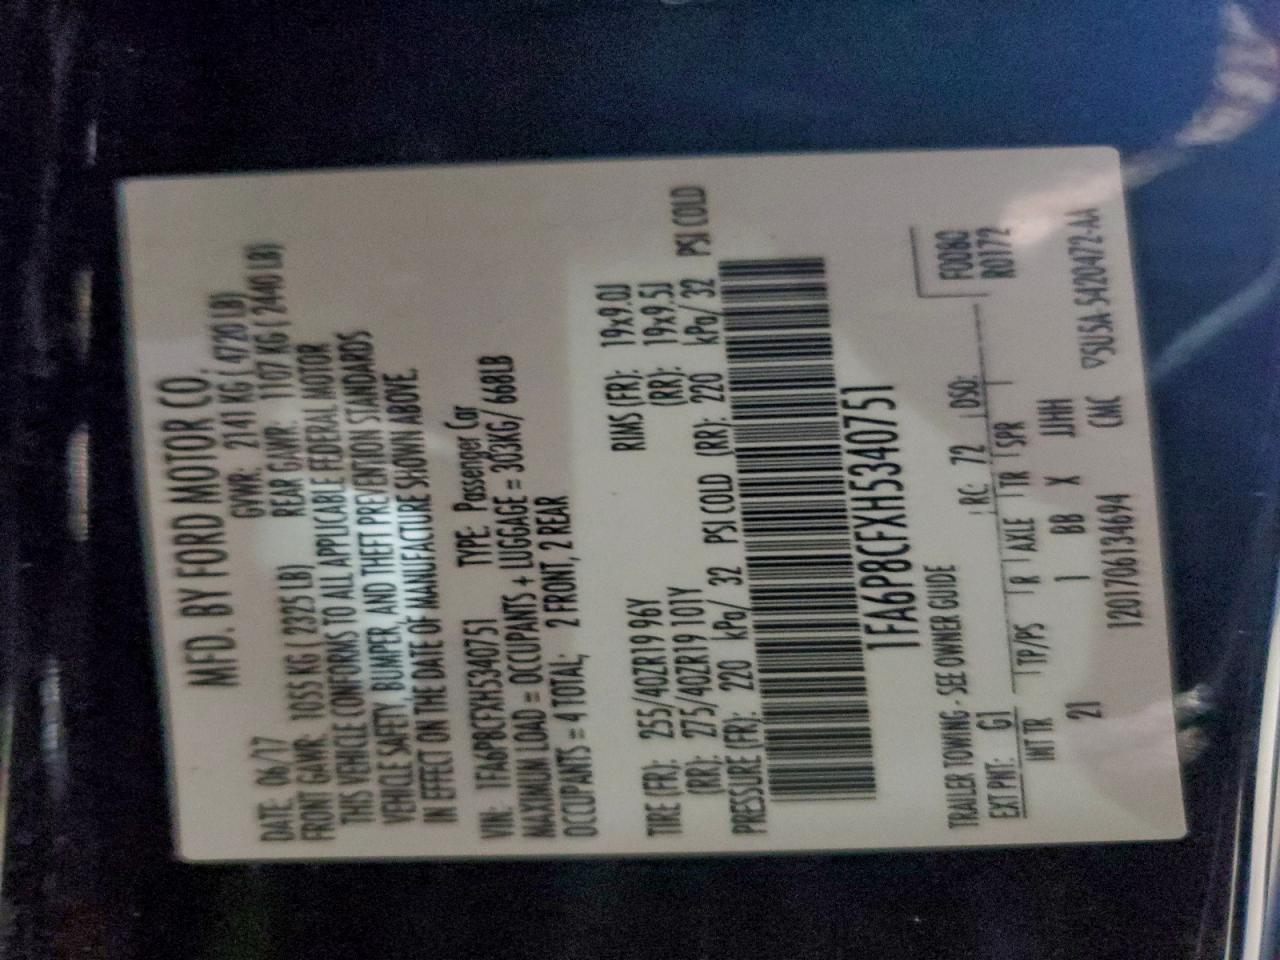 MFD. BY FORD MOTOR CO.
DATE: 06/17 GVWR: 2141 KG ( 4720 LB)
FRONT GAWR: 1055 KG ( 2325 LB) REAR GAWR: 1107 KG ( 2440 LB)
THIS VEHICLE CONFORMS TO ALL APPLICABLE FEDERAL MOTOR
VEHICLE SAFETY, BUMPER, AND THEFT PREVENTION STANDARDS
IN EFFECT ON THE DATE OF MANUFACTURE SHOWN ABOVE.
VIN: 1FA6P8CFXH5340751 TYPE: Passenger Car
MAXIMUN LOAD = OCCUPANTS + LUGGAGE = 303KG/ 668LB
OCCUPANTS = 4 TOTAL; 2 FRONT, 2 REAR
TIRE (FR): 255/40ZR19 96Y RIMS (FR): 19x9.0J
(RR): 275/40ZR19 101Y (RR): 19x9.5J
PRESSURE (FR): 220 kPa/ 32 PSI COLD (RR): 220 kPa/ 32 PSI COLD
1FA6P8CFXH5340751
TRAILER TOWING - SEE OWNER GUIDE F0080
EXT PNT: G1 RC: 72 DSO: R0172
INT TR TP/PS R AXLE TR SPR
21 1 BB X JJHH
1201706134694 CMC ▽5U5A-5420472-AA